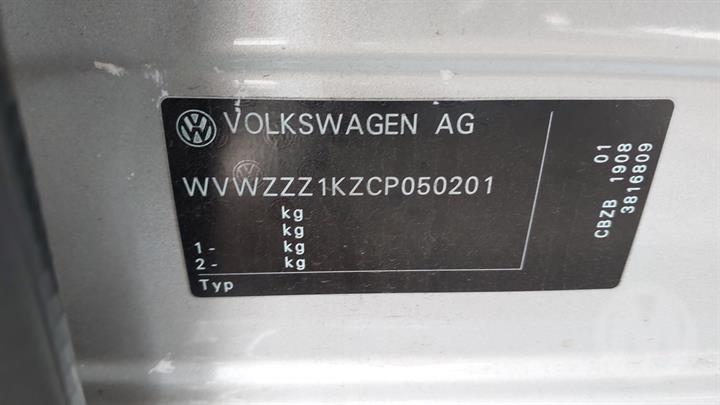 VOLKSWAGEN AG
WVWZZZ1KZCP050201
kg
kg
1- kg
2- kg
Typ
01
CBZB 1908
3816809